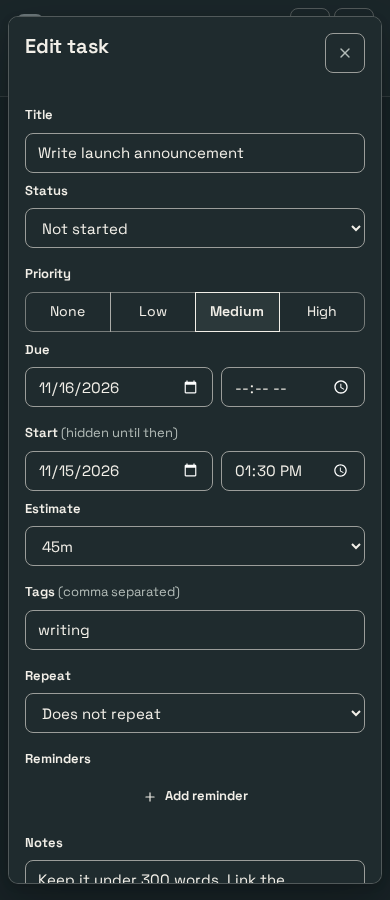 Edit task
Title
Write launch announcement
Status
Not started
Priority
None Low Medium High
Due
11/16/2026 --:-- --
Start (hidden until then)
11/15/2026 01:30 PM
Estimate
45m
Tags (comma separated)
writing
Repeat
Does not repeat
Reminders
+ Add reminder
Notes
Keep it under 300 words. Link the